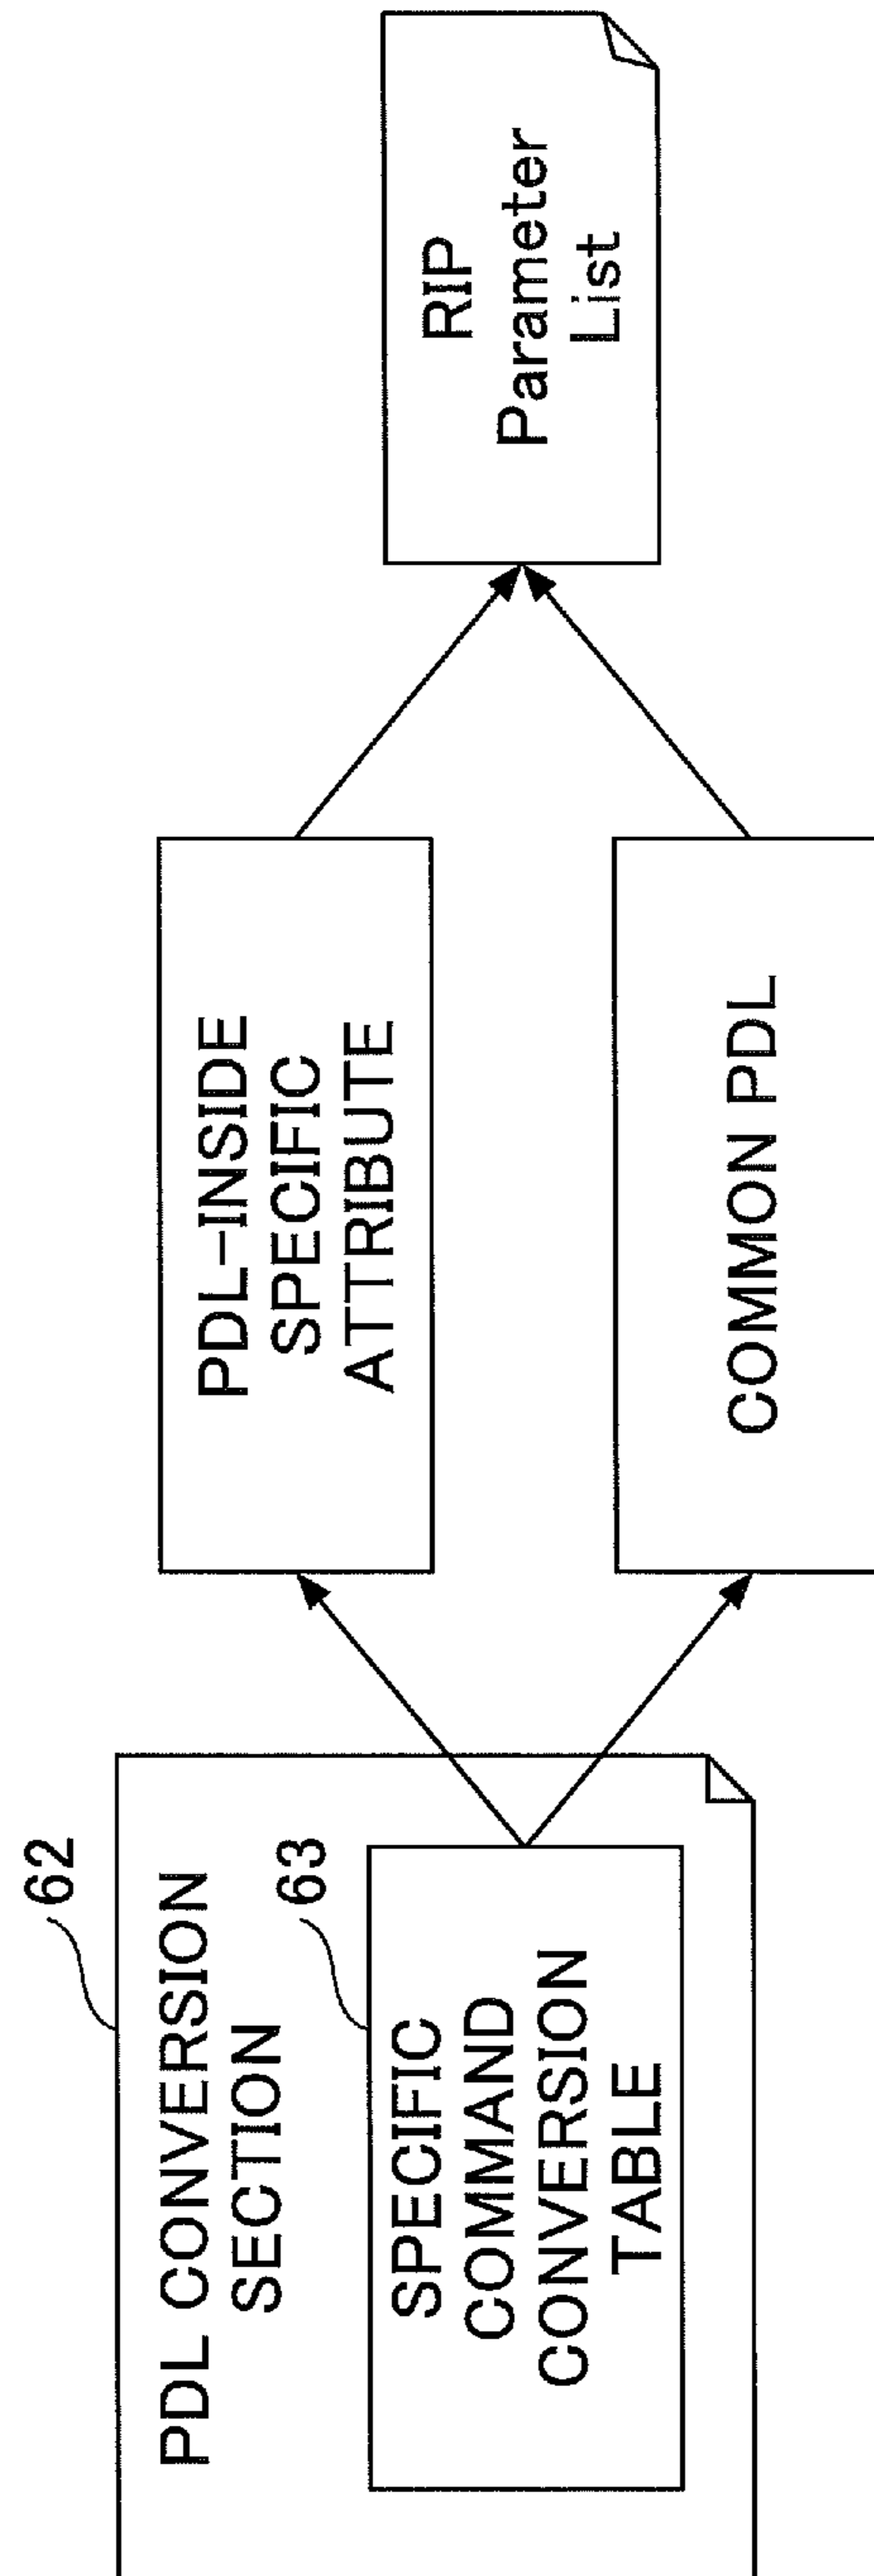 62
PDL CONVERSION
SECTION
63
SPECIFIC
COMMAND
CONVERSION
TABLE
PDL-INSIDE
SPECIFIC
ATTRIBUTE
COMMON PDL
RIP
Parameter
List